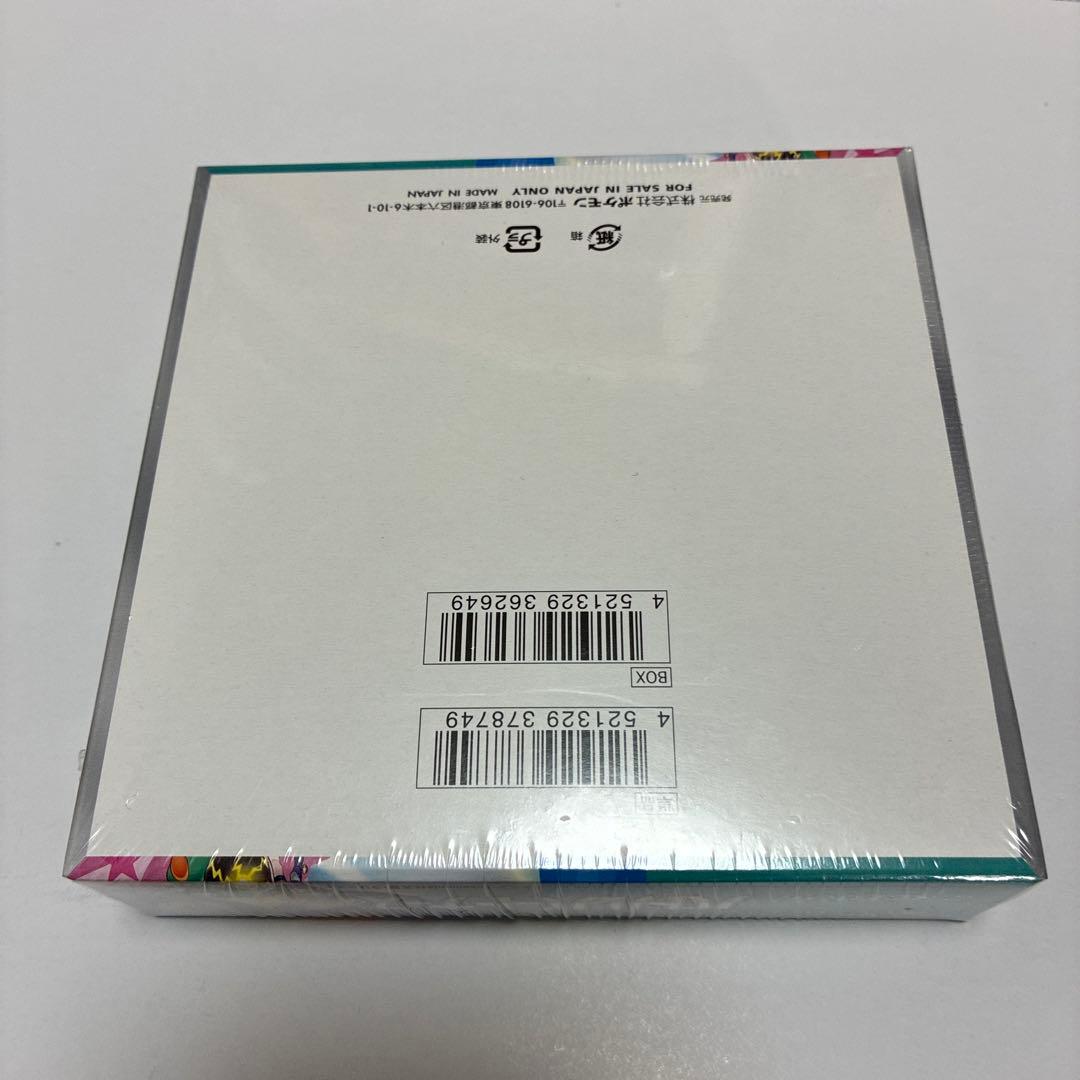 発売元 株式会社ポケモン 〒106-6108 東京都港区六本木6-10-1
FOR SALE IN JAPAN ONLY MADE IN JAPAN
紙 箱 プラ 外装
4 521329 362649
BOX
4 521329 378749